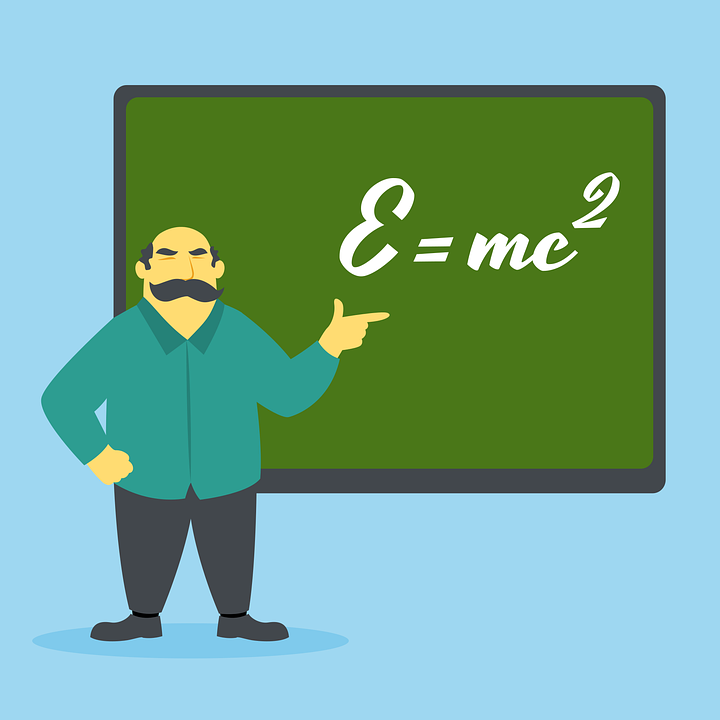 E = mc²